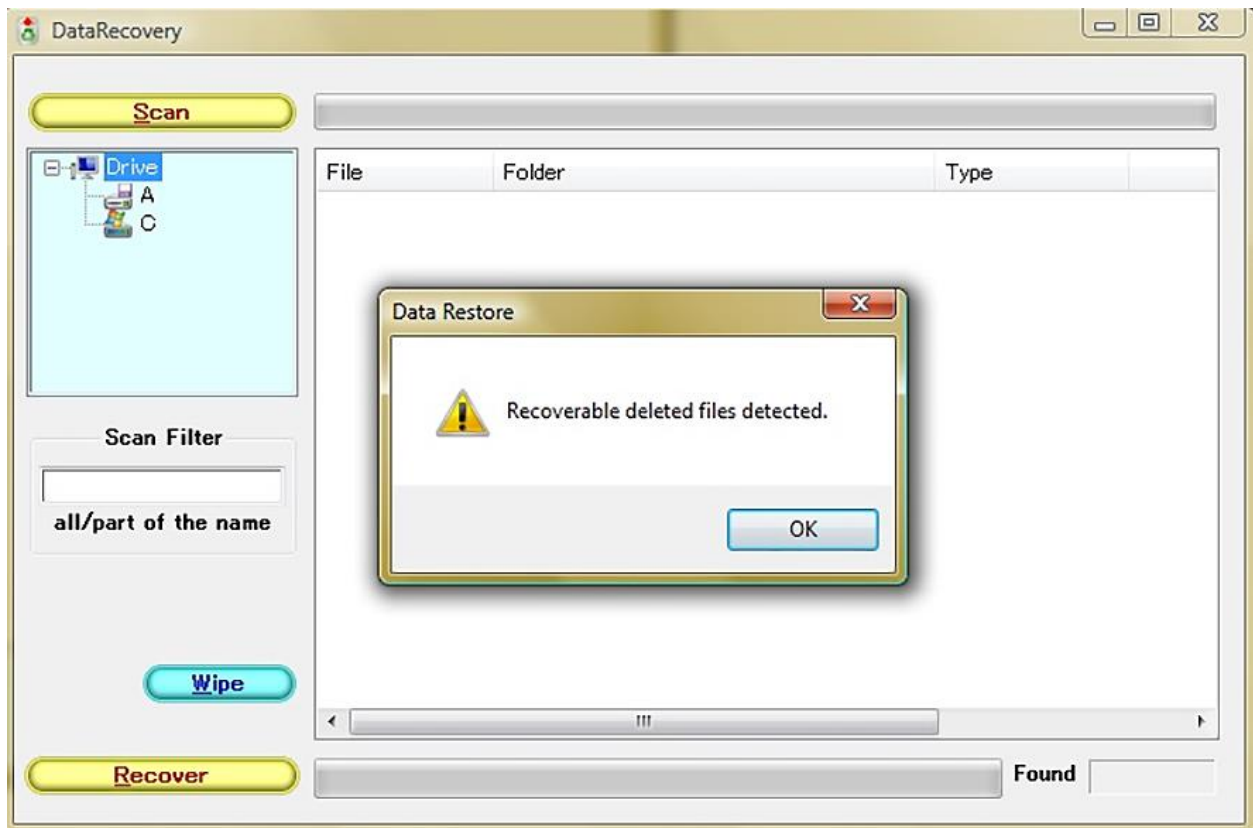 DataRecovery
Scan
Drive
A
C
File Folder Type
Data Restore
Recoverable deleted files detected.
OK
Scan Filter
all/part of the name
Wipe
Recover
Found